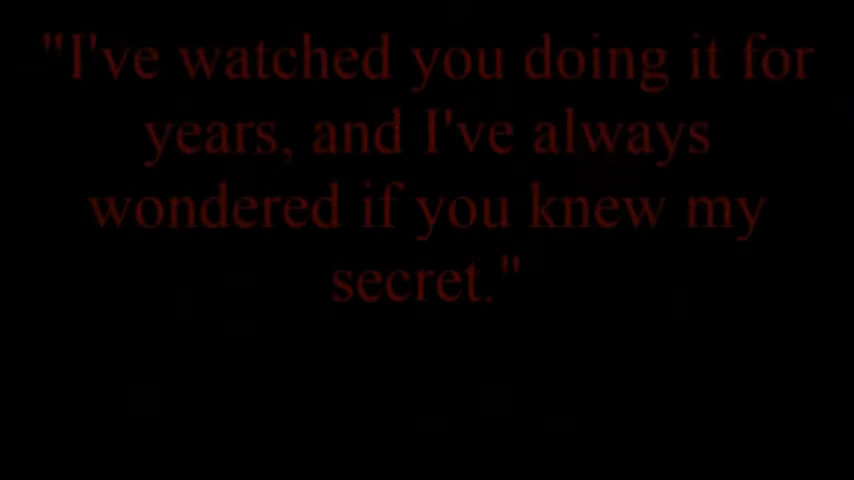 "I've watched you doing it for
years, and I've always
wondered if you knew my
secret."